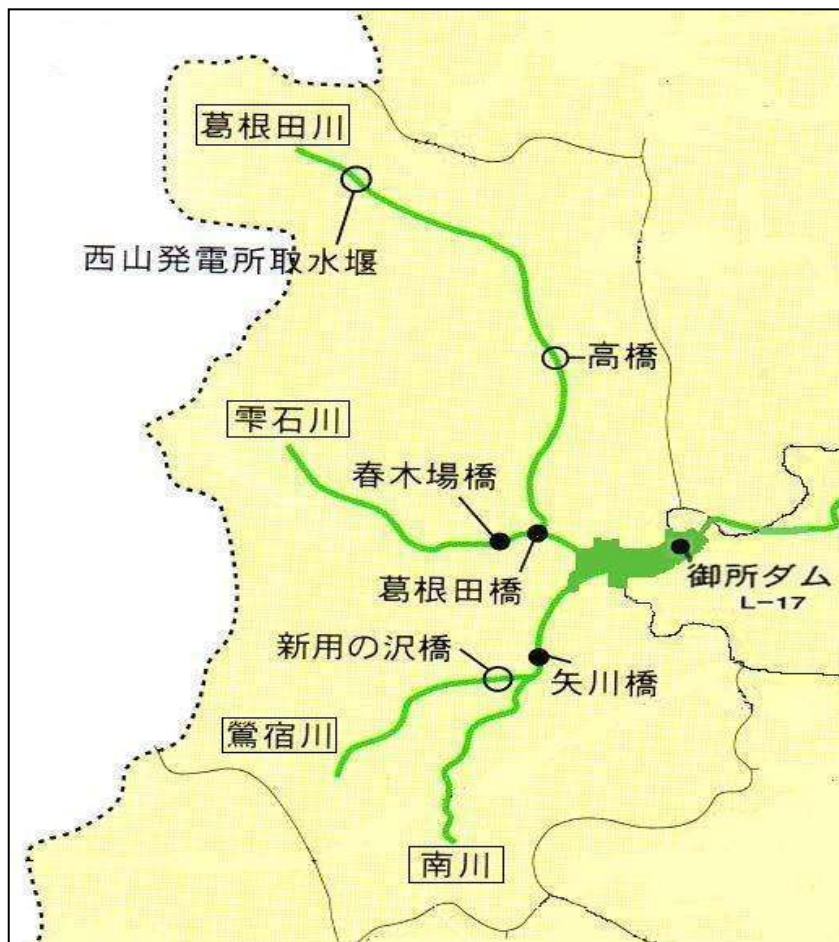 葛根田川
西山発電所取水堰
高橋
雫石川
春木場橋
葛根田橋
御所ダム
L-17
新用の沢橋
矢川橋
鶯宿川
南川